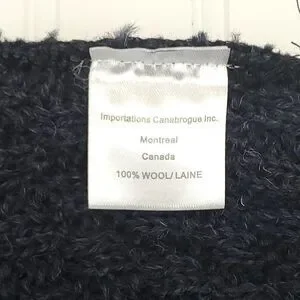 Importations Canabrogue Inc.
Montreal
Canada
100% WOOL/ LAINE